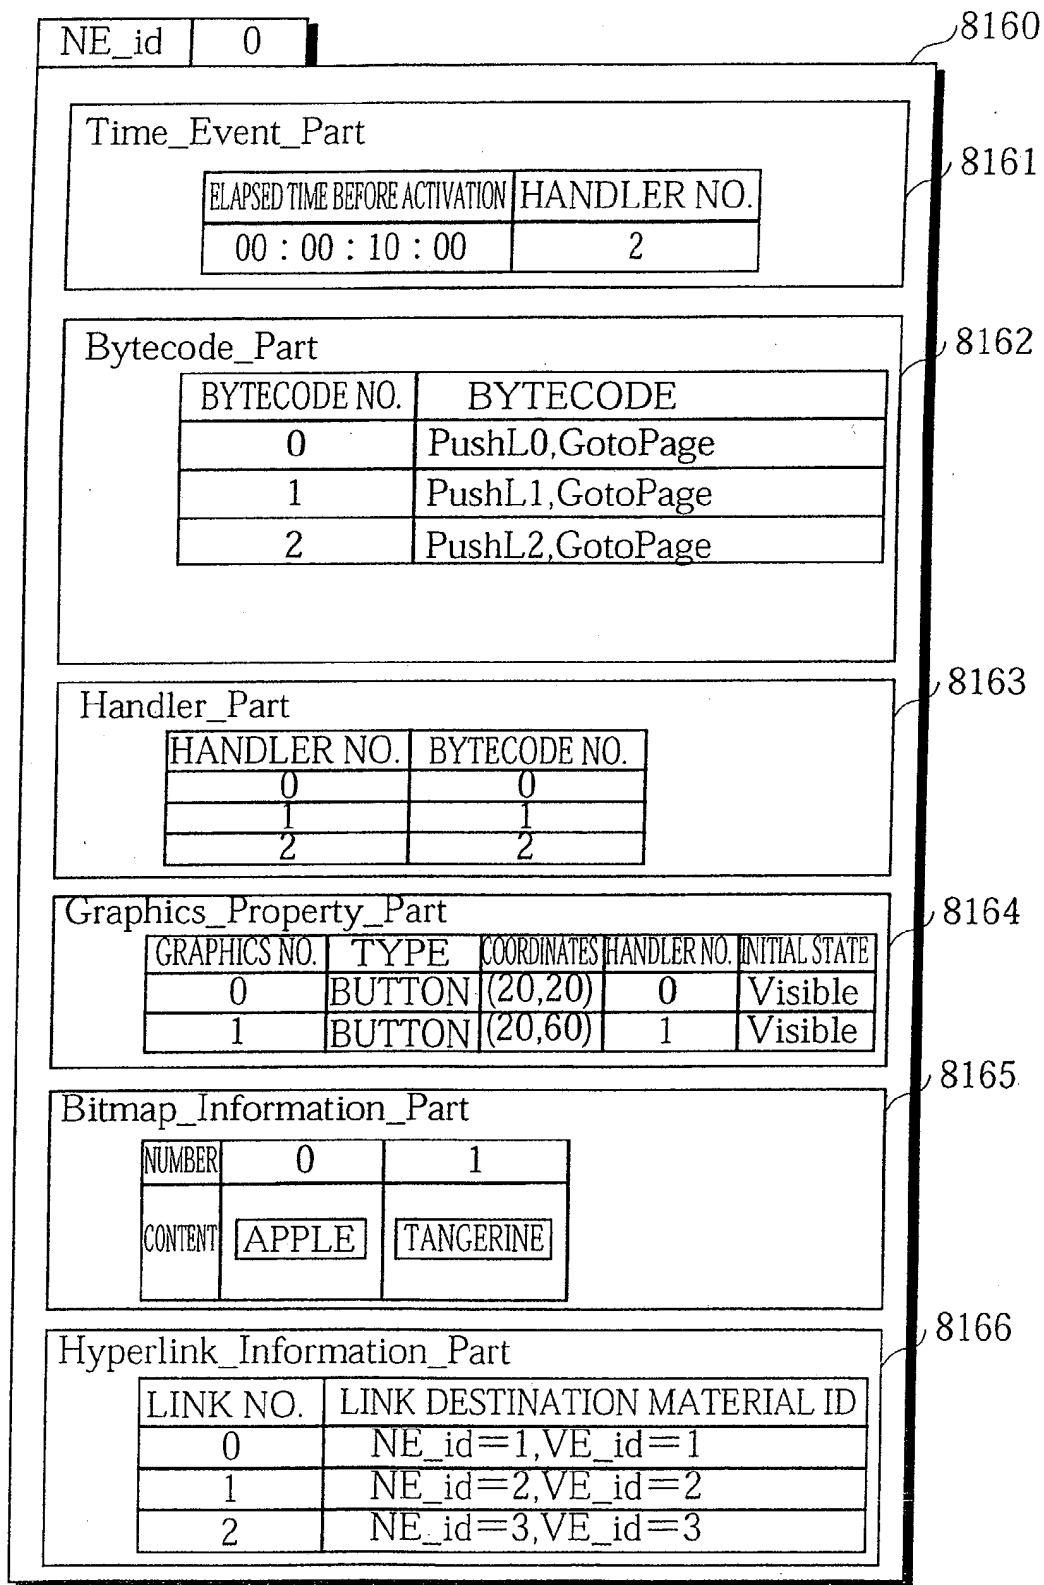 NE_id 0
8160
Time_Event_Part
8161
ELAPSED TIME BEFORE ACTIVATION HANDLER NO.
00 : 00 : 10 : 00 2
8162
Bytecode_Part
BYTECODE NO. BYTECODE
0 PushL0,GotoPage
1 PushL1,GotoPage
2 PushL2,GotoPage
8163
Handler_Part
HANDLER NO. BYTECODE NO.
0 0
1 1
2 2
8164
Graphics_Property_Part
GRAPHICS NO. TYPE COORDINATES HANDLER NO. INITIAL STATE
0 BUTTON (20,20) 0 Visible
1 BUTTON (20,60) 1 Visible
8165
Bitmap_Information_Part
NUMBER 0 1
CONTENT APPLE TANGERINE
8166
Hyperlink_Information_Part
LINK NO. LINK DESTINATION MATERIAL ID
0 NE_id=1,VE_id=1
1 NE_id=2,VE_id=2
2 NE_id=3,VE_id=3